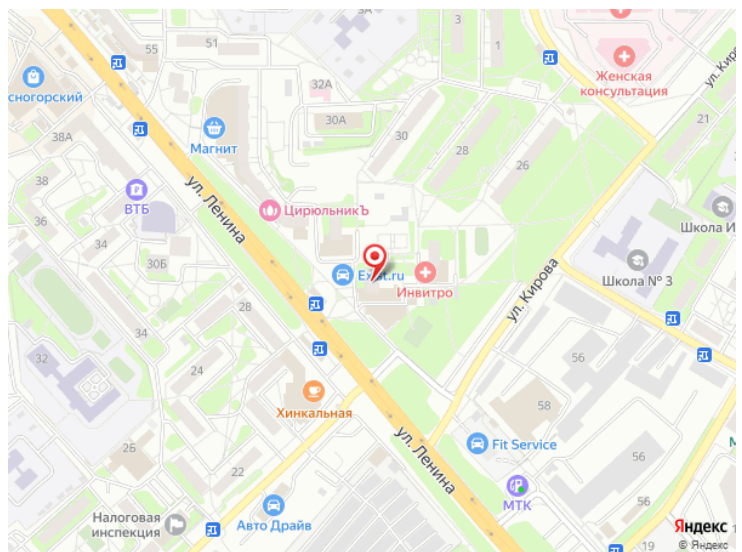 3А
3
51
55
1
Женская
консультация
ул. Киро
сногорский
32А
30А
Магнит
30
28
26
21
38А
38
ВТБ
36
ул. Ленина
ЦирюльникЪ
Школа И
30Б
Exist.ru
Инвитро
Школа № 3
ул. Кирова
28
34
32
24
56
56
Хинкальная
58
2Б
ул. Ленина
Fit Service
56
22
МТК
56
Налоговая
инспекция
Авто Драйв
19
Яндекс
© Яндекс